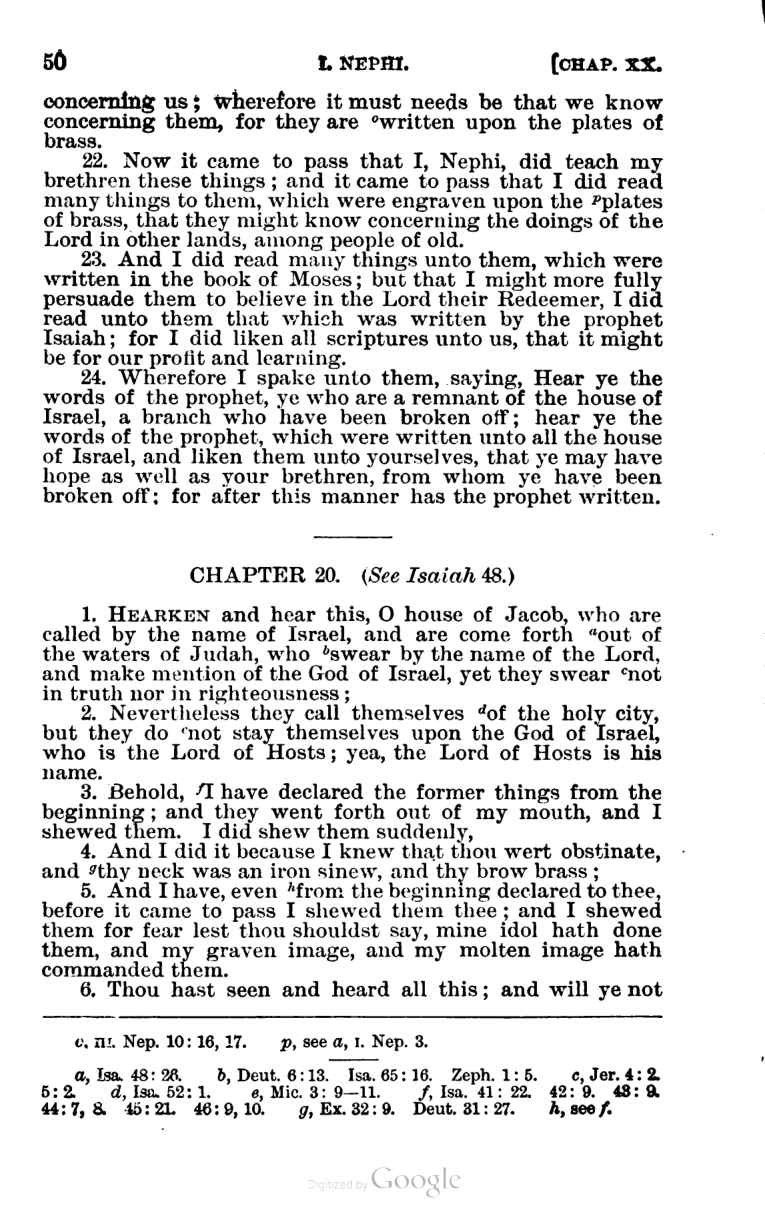 50 I. NEPHI. [CHAP. XX.
concerning us; wherefore it must needs be that we know
concerning them, for they are owritten upon the plates of
brass.
22. Now it came to pass that I, Nephi, did teach my
brethren these things; and it came to pass that I did read
many things to them, which were engraven upon the pplates
of brass, that they might know concerning the doings of the
Lord in other lands, among people of old.
23. And I did read many things unto them, which were
written in the book of Moses; but that I might more fully
persuade them to believe in the Lord their Redeemer, I did
read unto them that which was written by the prophet
Isaiah; for I did liken all scriptures unto us, that it might
be for our profit and learning.
24. Wherefore I spake unto them, saying, Hear ye the
words of the prophet, ye who are a remnant of the house of
Israel, a branch who have been broken off; hear ye the
words of the prophet, which were written unto all the house
of Israel, and liken them unto yourselves, that ye may have
hope as well as your brethren, from whom ye have been
broken off; for after this manner has the prophet written.
CHAPTER 20. (See Isaiah 48.)
1. HEARKEN and hear this, O house of Jacob, who are
called by the name of Israel, and are come forth aout of
the waters of Judah, who bswear by the name of the Lord,
and make mention of the God of Israel, yet they swear cnot
in truth nor in righteousness;
2. Nevertheless they call themselves dof the holy city,
but they do enot stay themselves upon the God of Israel,
who is the Lord of Hosts; yea, the Lord of Hosts is his
name.
3. Behold, fI have declared the former things from the
beginning; and they went forth out of my mouth, and I
shewed them. I did shew them suddenly,
4. And I did it because I knew that thou wert obstinate,
and gthy neck was an iron sinew, and thy brow brass;
5. And I have, even hfrom the beginning declared to thee,
before it came to pass I shewed them thee; and I shewed
them for fear lest thou shouldst say, mine idol hath done
them, and my graven image, and my molten image hath
commanded them.
6. Thou hast seen and heard all this; and will ye not
o, III. Nep. 10: 16, 17. p, see a, I. Nep. 3.
a, Isa. 48: 26. b, Deut. 6: 13. Isa. 65: 16. Zeph. 1: 5. c, Jer. 4: 2.
5: 2. d, Isa. 52: 1. e, Mic. 3: 9—11. f, Isa. 41: 22. 42: 9. 43: 9.
44: 7, 8. 45: 21. 46: 9, 10. g, Ex. 32: 9. Deut. 31: 27. h, see f.
Digitized by Google